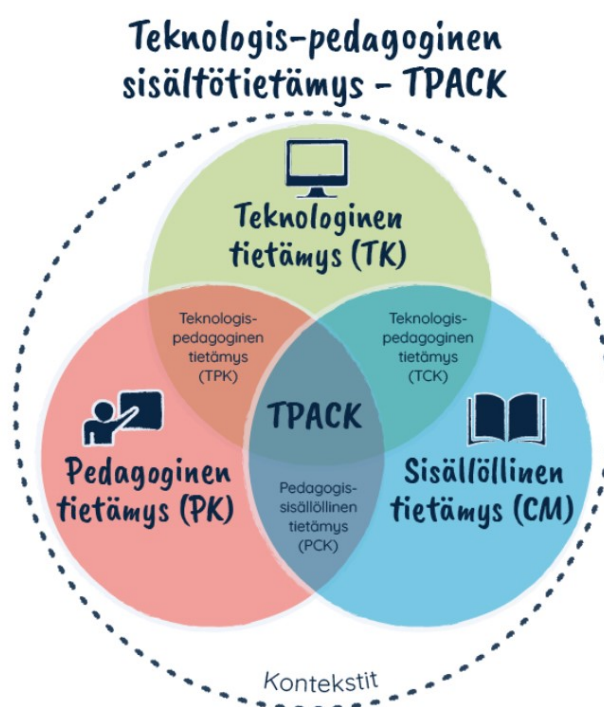 Teknologis-pedagoginen
sisältötietämys – TPACK
Teknologinen
tietämys (TK)
Teknologis-
pedagoginen
tietämys
(TPK)
Teknologis-
pedagoginen
tietämys
(TCK)
TPACK
Pedagoginen
tietämys (PK)
Pedagogis-
sisällöllinen
tietämys
(PCK)
Sisällöllinen
tietämys (CM)
Kontekstit